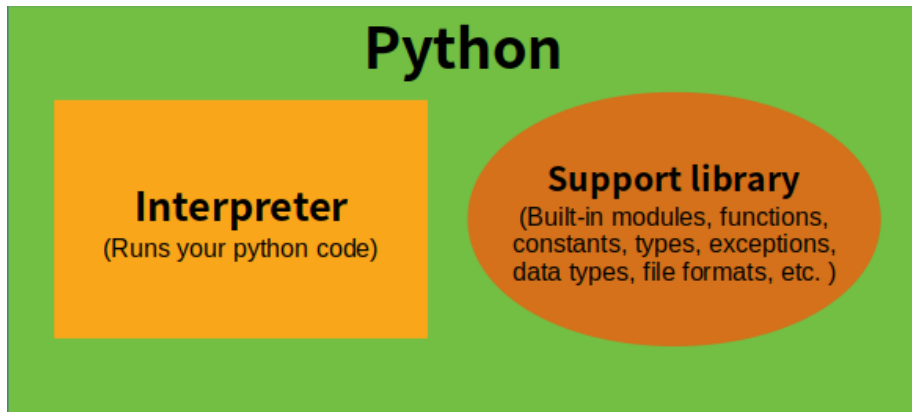 Python
Interpreter
(Runs your python code)
Support library
(Built-in modules, functions,
constants, types, exceptions,
data types, file formats, etc. )